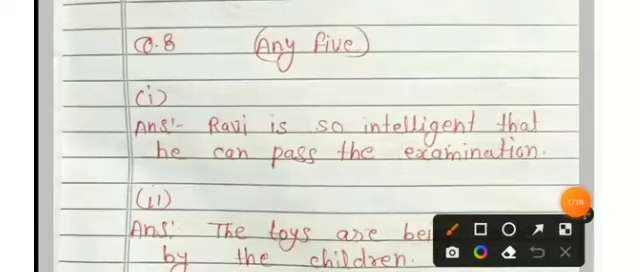 Q.8 (Any five.)
(i)
Ans:- Ravi is so intelligent that
he can pass the examination.
(ii)
Ans: The toys are
by the children.